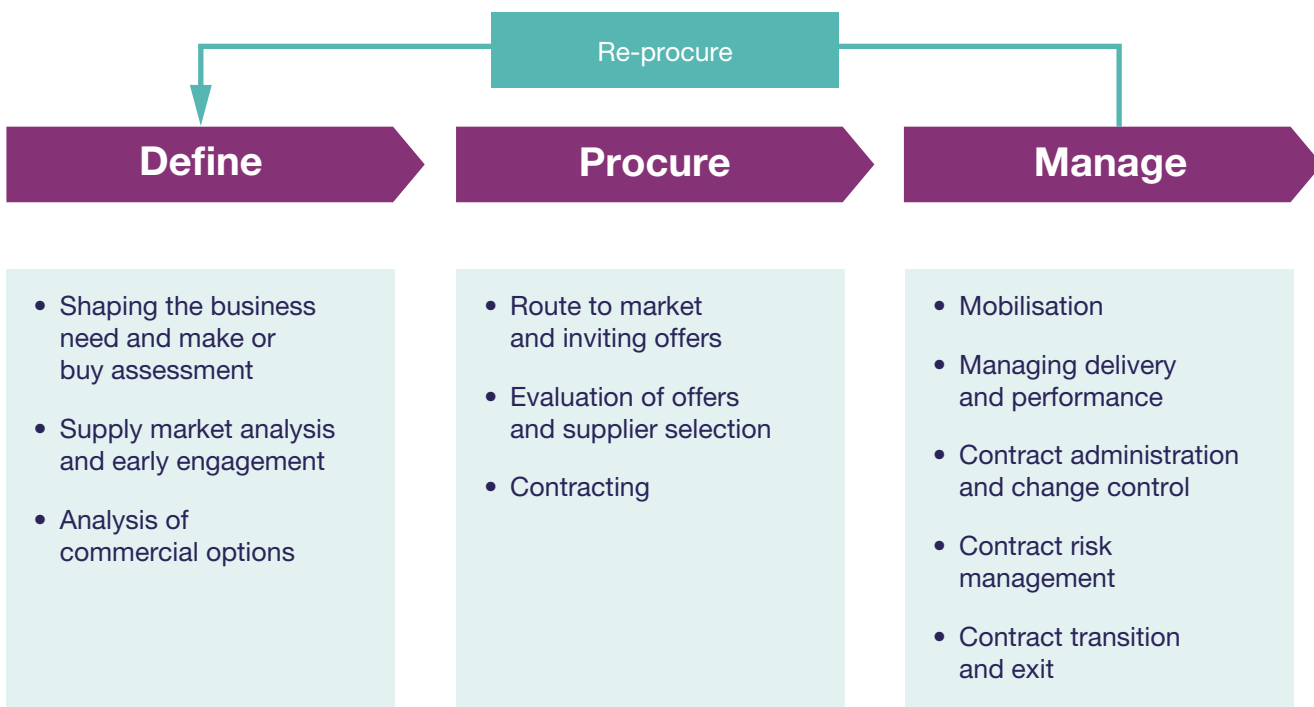 Re-procure
Define
Procure
Manage
• Shaping the business
need and make or
buy assessment
• Supply market analysis
and early engagement
• Analysis of
commercial options
• Route to market
and inviting offers
• Evaluation of offers
and supplier selection
• Contracting
• Mobilisation
• Managing delivery
and performance
• Contract administration
and change control
• Contract risk
management
• Contract transition
and exit